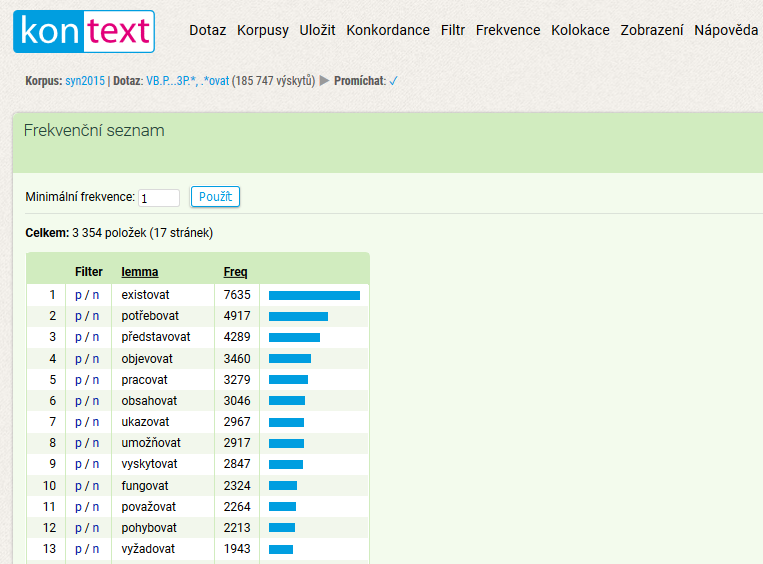 kontext
Dotaz Korpusy Uložit Konkordance Filtr Frekvence Kolokace Zobrazení Nápověda
Korpus: syn2015 | Dotaz: VB.P...3P.*, .*ovat (185 747 výskytů) ▶ Promíchat: ✓
Frekvenční seznam
Minimální frekvence: 1 Použít
Celkem: 3 354 položek (17 stránek)
Filter lemma Freq
1 p / n existovat 7635
2 p / n potřebovat 4917
3 p / n představovat 4289
4 p / n objevovat 3460
5 p / n pracovat 3279
6 p / n obsahovat 3046
7 p / n ukazovat 2967
8 p / n umožňovat 2917
9 p / n vyskytovat 2847
10 p / n fungovat 2324
11 p / n považovat 2264
12 p / n pohybovat 2213
13 p / n vyžadovat 1943